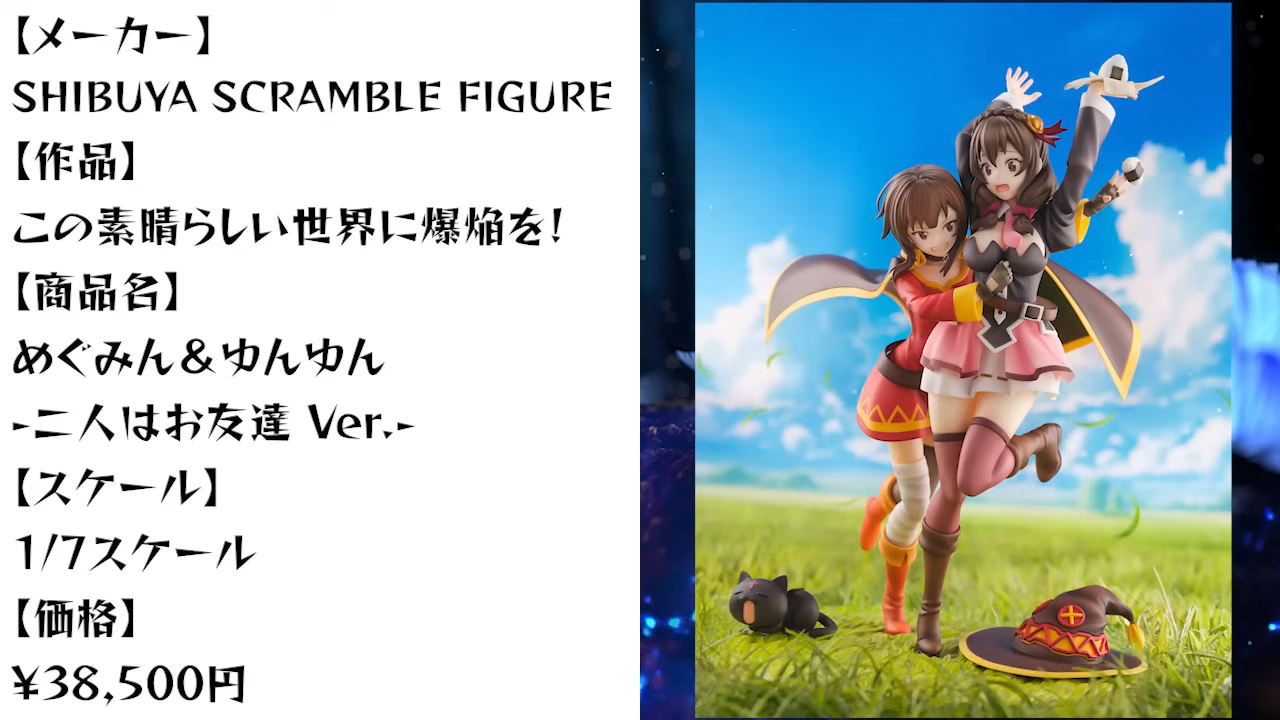 【メーカー】
SHIBUYA SCRAMBLE FIGURE
【作品】
この素晴らしい世界に爆焔を!
【商品名】
めぐみん&ゆんゆん
-二人はお友達 Ver.-
【スケール】
1/7スケール
【価格】
¥38,500円